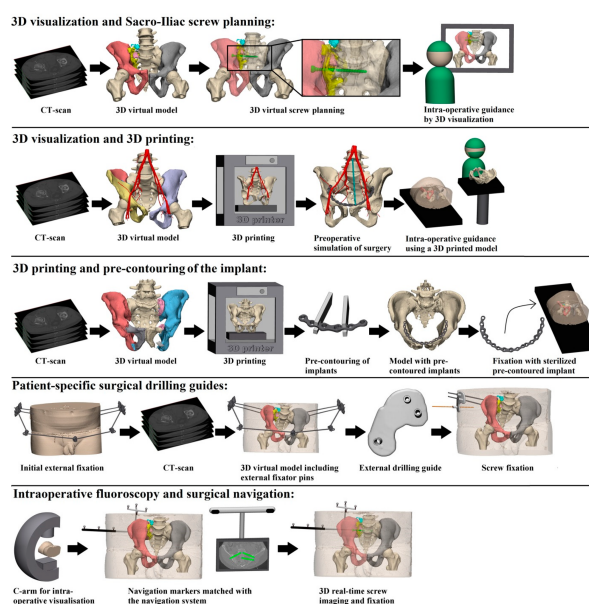 3D visualization and Sacro-Iliac screw planning:
CT-scan
3D virtual model
3D virtual screw planning
Intra-operative guidance
by 3D visualization
3D visualization and 3D printing:
3D printer
CT-scan
3D virtual model
3D printing
Preoperative
simulation of surgery
Intra-operative guidance
using a 3D printed model
3D printing and pre-contouring of the implant:
3D printer
CT-scan
3D virtual model
3D printing
Pre-contouring of
implants
Model with pre-
contoured implants
Fixation with sterilized
pre-contoured implant
Patient-specific surgical drilling guides:
Initial external fixation
CT-scan
3D virtual model including
external fixator pins
External drilling guide
Screw fixation
Intraoperative fluoroscopy and surgical navigation:
C-arm for intra-
operative visualisation
Navigation markers matched with
the navigation system
3D real-time screw
imaging and fixation